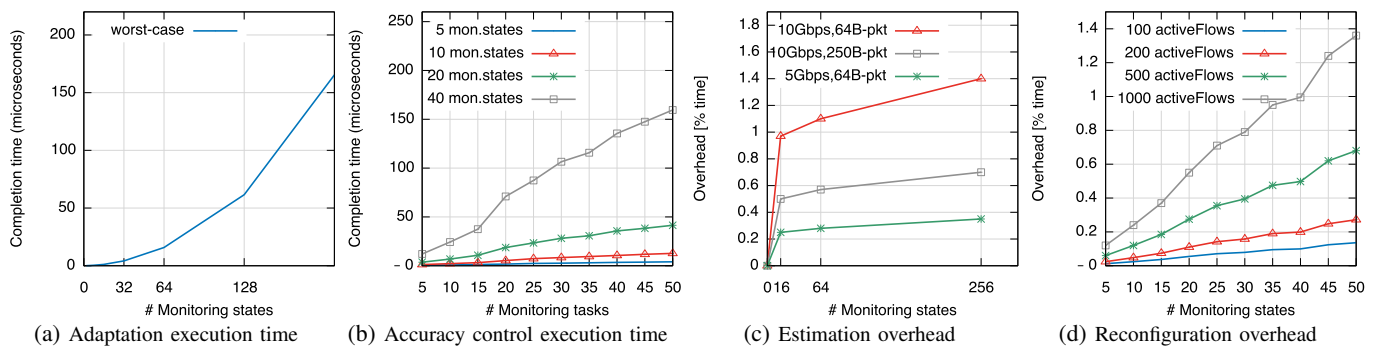 Completion time (microseconds)
200
150
100
50
0
worst-case
0 32 64 128
# Monitoring states
(a) Adaptation execution time
Completion time (microseconds)
250
200
150
100
50
0
5 mon.states
10 mon.states
20 mon.states
40 mon.states
5 10 15 20 25 30 35 40 45 50
# Monitoring tasks
(b) Accuracy control execution time
Overhead [% time]
1.8
1.6
1.4
1.2
1
0.8
0.6
0.4
0.2
0
10Gbps,64B-pkt
10Gbps,250B-pkt
5Gbps,64B-pkt
0 16 64 256
# Monitoring states
(c) Estimation overhead
Overhead [% time]
1.4
1.2
1
0.8
0.6
0.4
0.2
0
100 activeFlows
200 activeFlows
500 activeFlows
1000 activeFlows
5 10 15 20 25 30 35 40 45 50
# Monitoring states
(d) Reconfiguration overhead